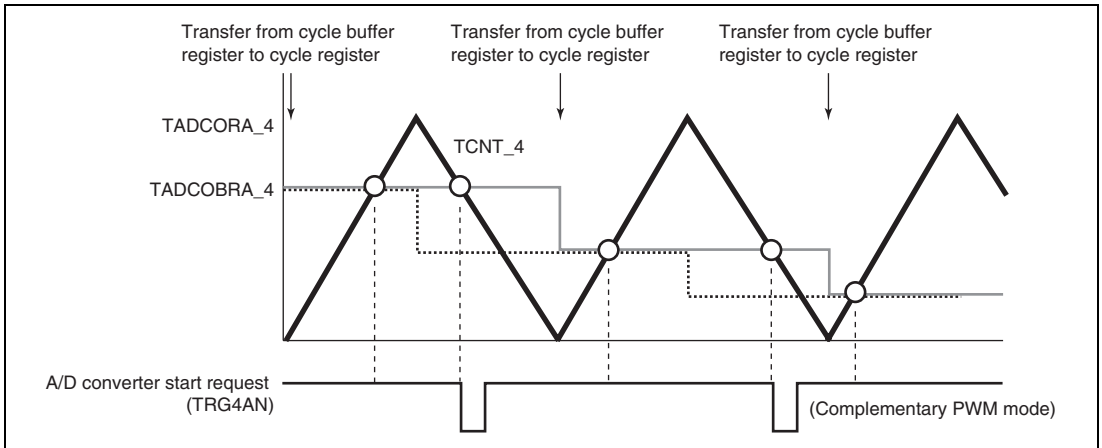 Transfer from cycle buffer
register to cycle register
Transfer from cycle buffer
register to cycle register
Transfer from cycle buffer
register to cycle register
TADCORA_4
TCNT_4
TADCOBRA_4
A/D converter start request
(TRG4AN)
(Complementary PWM mode)